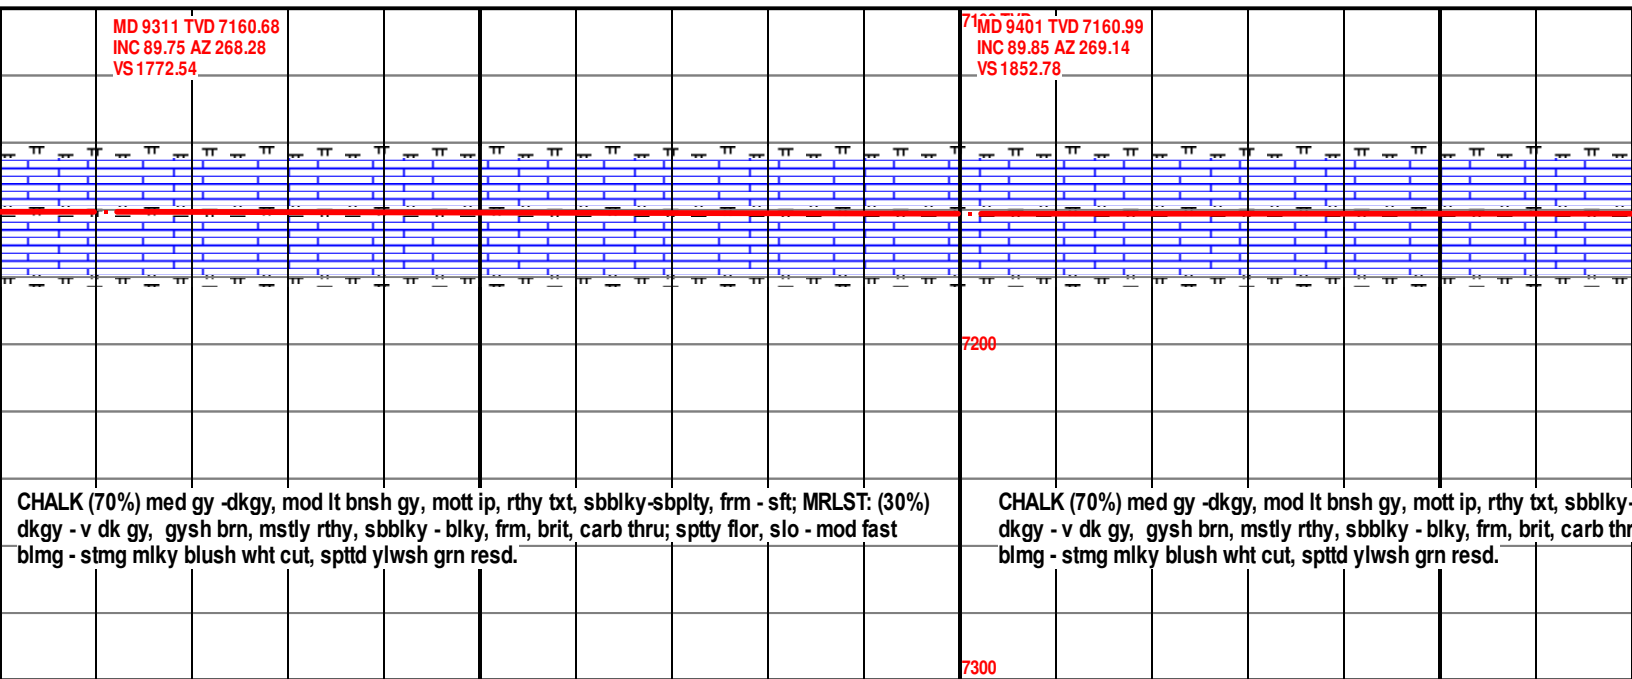 MD 9311 TVD 7160.68
INC 89.75 AZ 268.28
VS 1772.54
7100 TVD
MD 9401 TVD 7160.99
INC 89.85 AZ 269.14
VS 1852.78
7200
CHALK (70%) med gy -dkgy, mod lt bnsh gy, mott ip, rthy txt, sbblky-sbplty, frm - sft; MRLST: (30%)
dkgy - v dk gy, gysh brn, mstly rthy, sbblky - blky, frm, brit, carb thru; sptty flor, slo - mod fast
blmg - stmg mlky blush wht cut, spttd ylwsh grn resd.
CHALK (70%) med gy -dkgy, mod lt bnsh gy, mott ip, rthy txt, sbblky-
dkgy - v dk gy, gysh brn, mstly rthy, sbblky - blky, frm, brit, carb thr
blmg - stmg mlky blush wht cut, spttd ylwsh grn resd.
7300